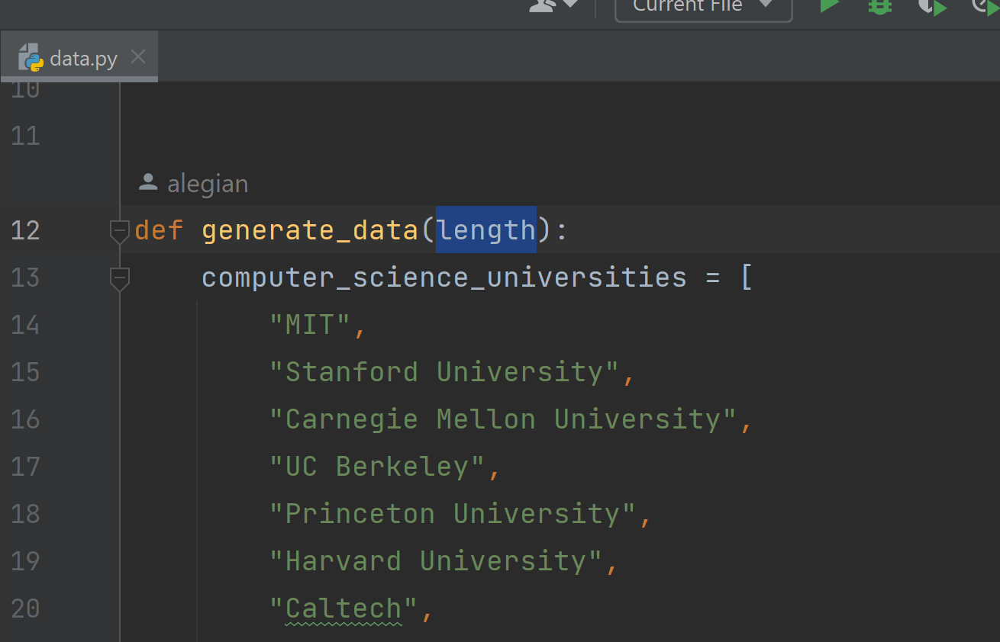 Current File
data.py
10
11
alegian
12 def generate_data(length):
13 computer_science_universities = [
14 "MIT",
15 "Stanford University",
16 "Carnegie Mellon University",
17 "UC Berkeley",
18 "Princeton University",
19 "Harvard University",
20 "Caltech",